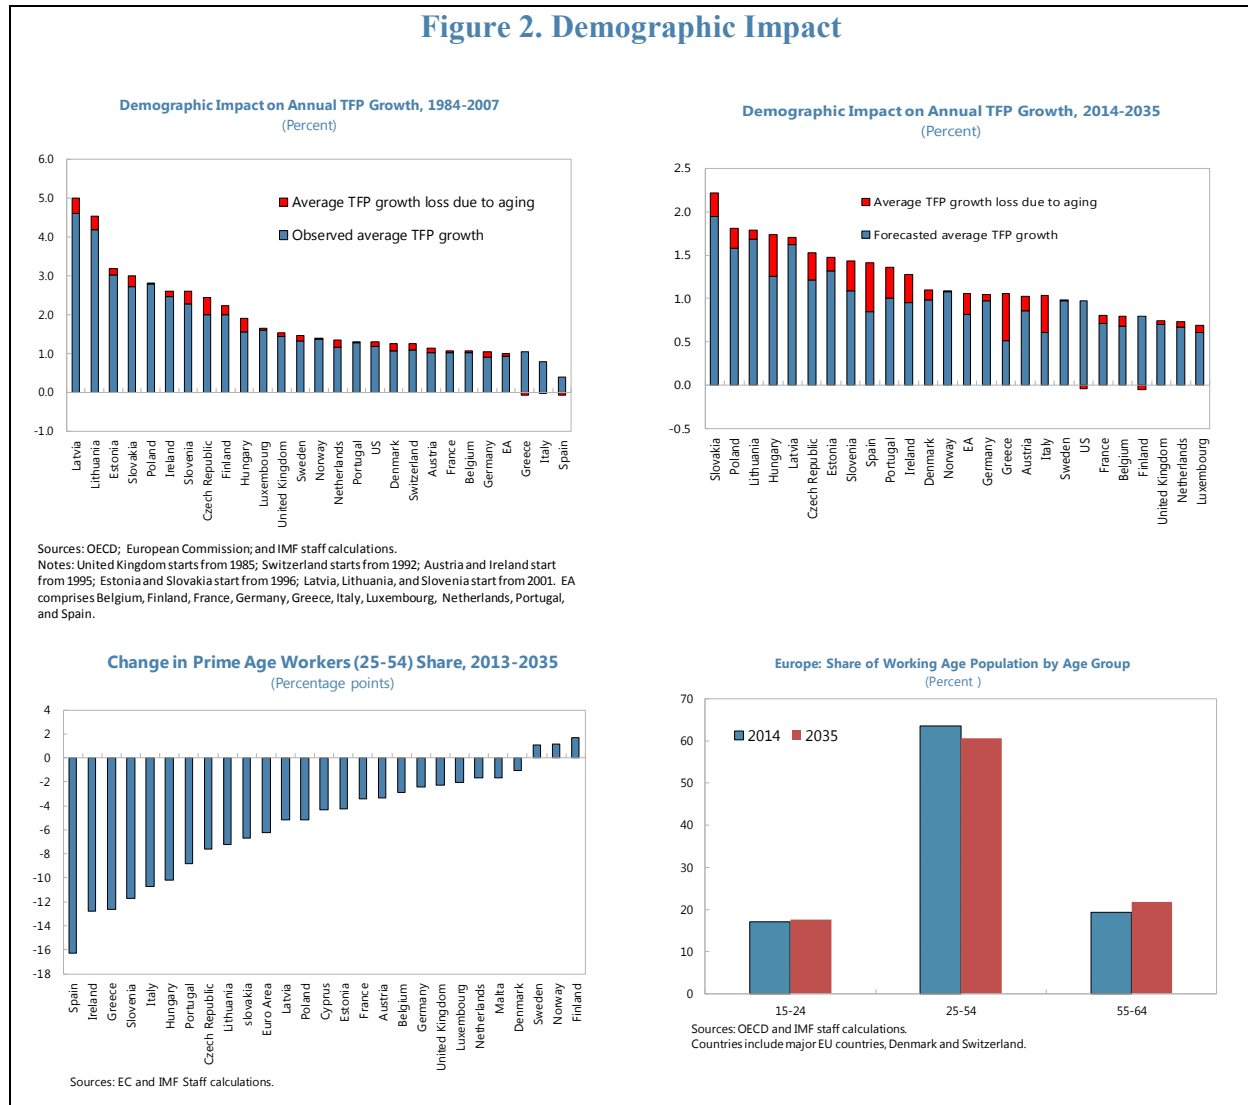 Figure 2. Demographic Impact
Demographic Impact on Annual TFP Growth, 1984-2007
(Percent)
6.0
5.0
4.0
3.0
2.0
1.0
0.0
-1.0
Average TFP growth loss due to aging
Observed average TFP growth
Latvia
Lithuania
Estonia
Slovakia
Poland
Ireland
Slovenia
Czech Republic
Finland
Hungary
Luxembourg
United Kingdom
Sweden
Norway
Netherlands
Portugal
US
Denmark
Switzerland
Austria
France
Belgium
Germany
EA
Greece
Italy
Spain
Sources: OECD; European Commission; and IMF staff calculations.
Notes: United Kingdom starts from 1985; Switzerland starts from 1992; Austria and Ireland start
from 1995; Estonia and Slovakia start from 1996; Latvia, Lithuania, and Slovenia start from 2001. EA
comprises Belgium, Finland, France, Germany, Greece, Italy, Luxembourg, Netherlands, Portugal,
and Spain.
Demographic Impact on Annual TFP Growth, 2014-2035
(Percent)
2.5
2.0
1.5
1.0
0.5
0.0
-0.5
Average TFP growth loss due to aging
Forecasted average TFP growth
Slovakia
Poland
Lithuania
Hungary
Latvia
Czech Republic
Estonia
Slovenia
Spain
Portugal
Ireland
Denmark
Norway
EA
Germany
Greece
Austria
Italy
Sweden
US
France
Belgium
Finland
United Kingdom
Netherlands
Luxembourg
Change in Prime Age Workers (25-54) Share, 2013-2035
(Percentage points)
4
2
0
-2
-4
-6
-8
-10
-12
-14
-16
-18
Spain
Ireland
Greece
Slovenia
Italy
Hungary
Portugal
Czech Republic
Lithuania
slovakia
Euro Area
Latvia
Poland
Cyprus
Estonia
France
Austria
Belgium
Germany
United Kingdom
Luxembourg
Netherlands
Malta
Denmark
Sweden
Norway
Finland
Sources: EC and IMF Staff calculations.
Europe: Share of Working Age Population by Age Group
(Percent )
70
60
50
40
30
20
10
0
2014
2035
15-24
25-54
55-64
Sources: OECD and IMF staff calculations.
Countries include major EU countries, Denmark and Switzerland.